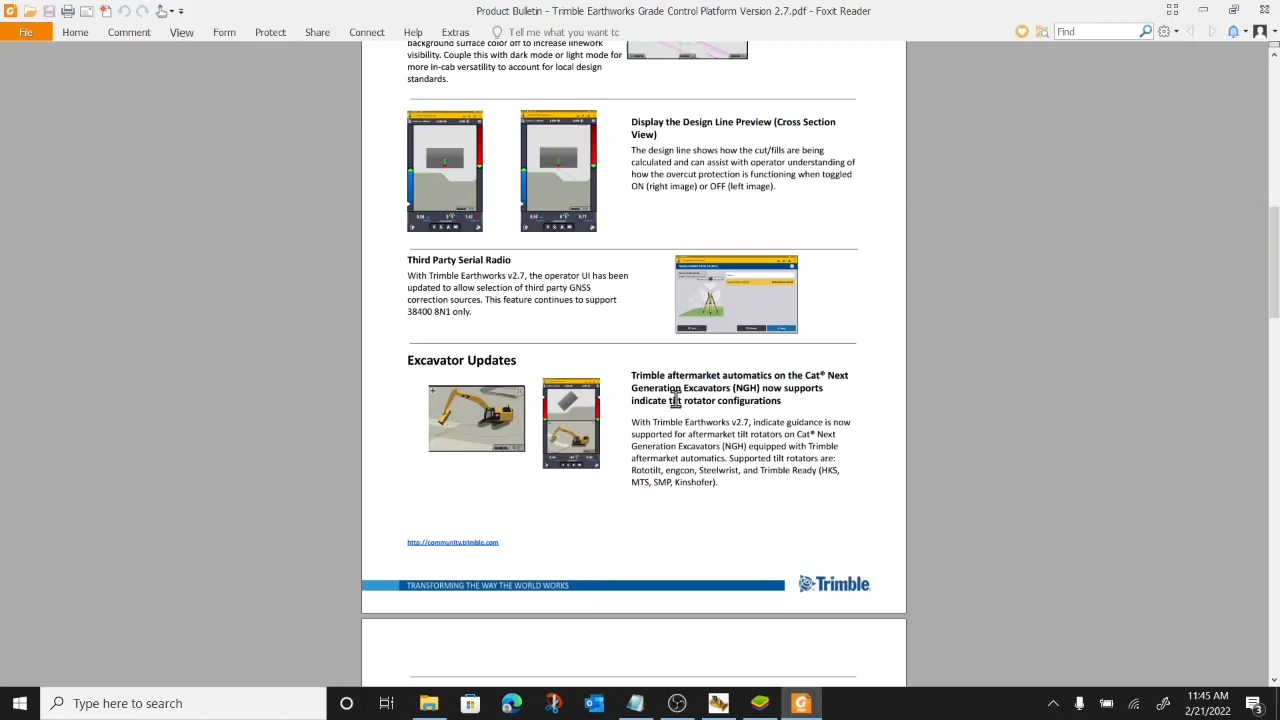 Product Bulletin - Trimble Earthworks Grade Control Platform Version 2.7.pdf - Foxit Reader
File Home Comment View Form Protect Share Connect Help Extras Tell me what you want to Find
background surface color off to increase linework
visibility. Couple this with dark mode or light mode for
more in-cab versatility to account for local design
standards.
Display the Design Line Preview (Cross Section
View)
The design line shows how the cut/fills are being
calculated and can assist with operator understanding of
how the overcut protection is functioning when toggled
ON (right image) or OFF (left image).
Third Party Serial Radio
With Trimble Earthworks v2.7, the operator UI has been
updated to allow selection of third party GNSS
correction sources. This feature continues to support
38400 8N1 only.
Excavator Updates
Trimble aftermarket automatics on the Cat® Next
Generation Excavators (NGH) now supports
indicate tilt rotator configurations
With Trimble Earthworks v2.7, indicate guidance is now
supported for aftermarket tilt rotators on Cat® Next
Generation Excavators (NGH) equipped with Trimble
aftermarket automatics. Supported tilt rotators are:
Rototilt, engcon, Steelwrist, and Trimble Ready (HKS,
MTS, SMP, Kinshofer).
http://community.trimble.com
TRANSFORMING THE WAY THE WORLD WORKS
Trimble
Type here to search
11:45 AM
2/21/2022
3